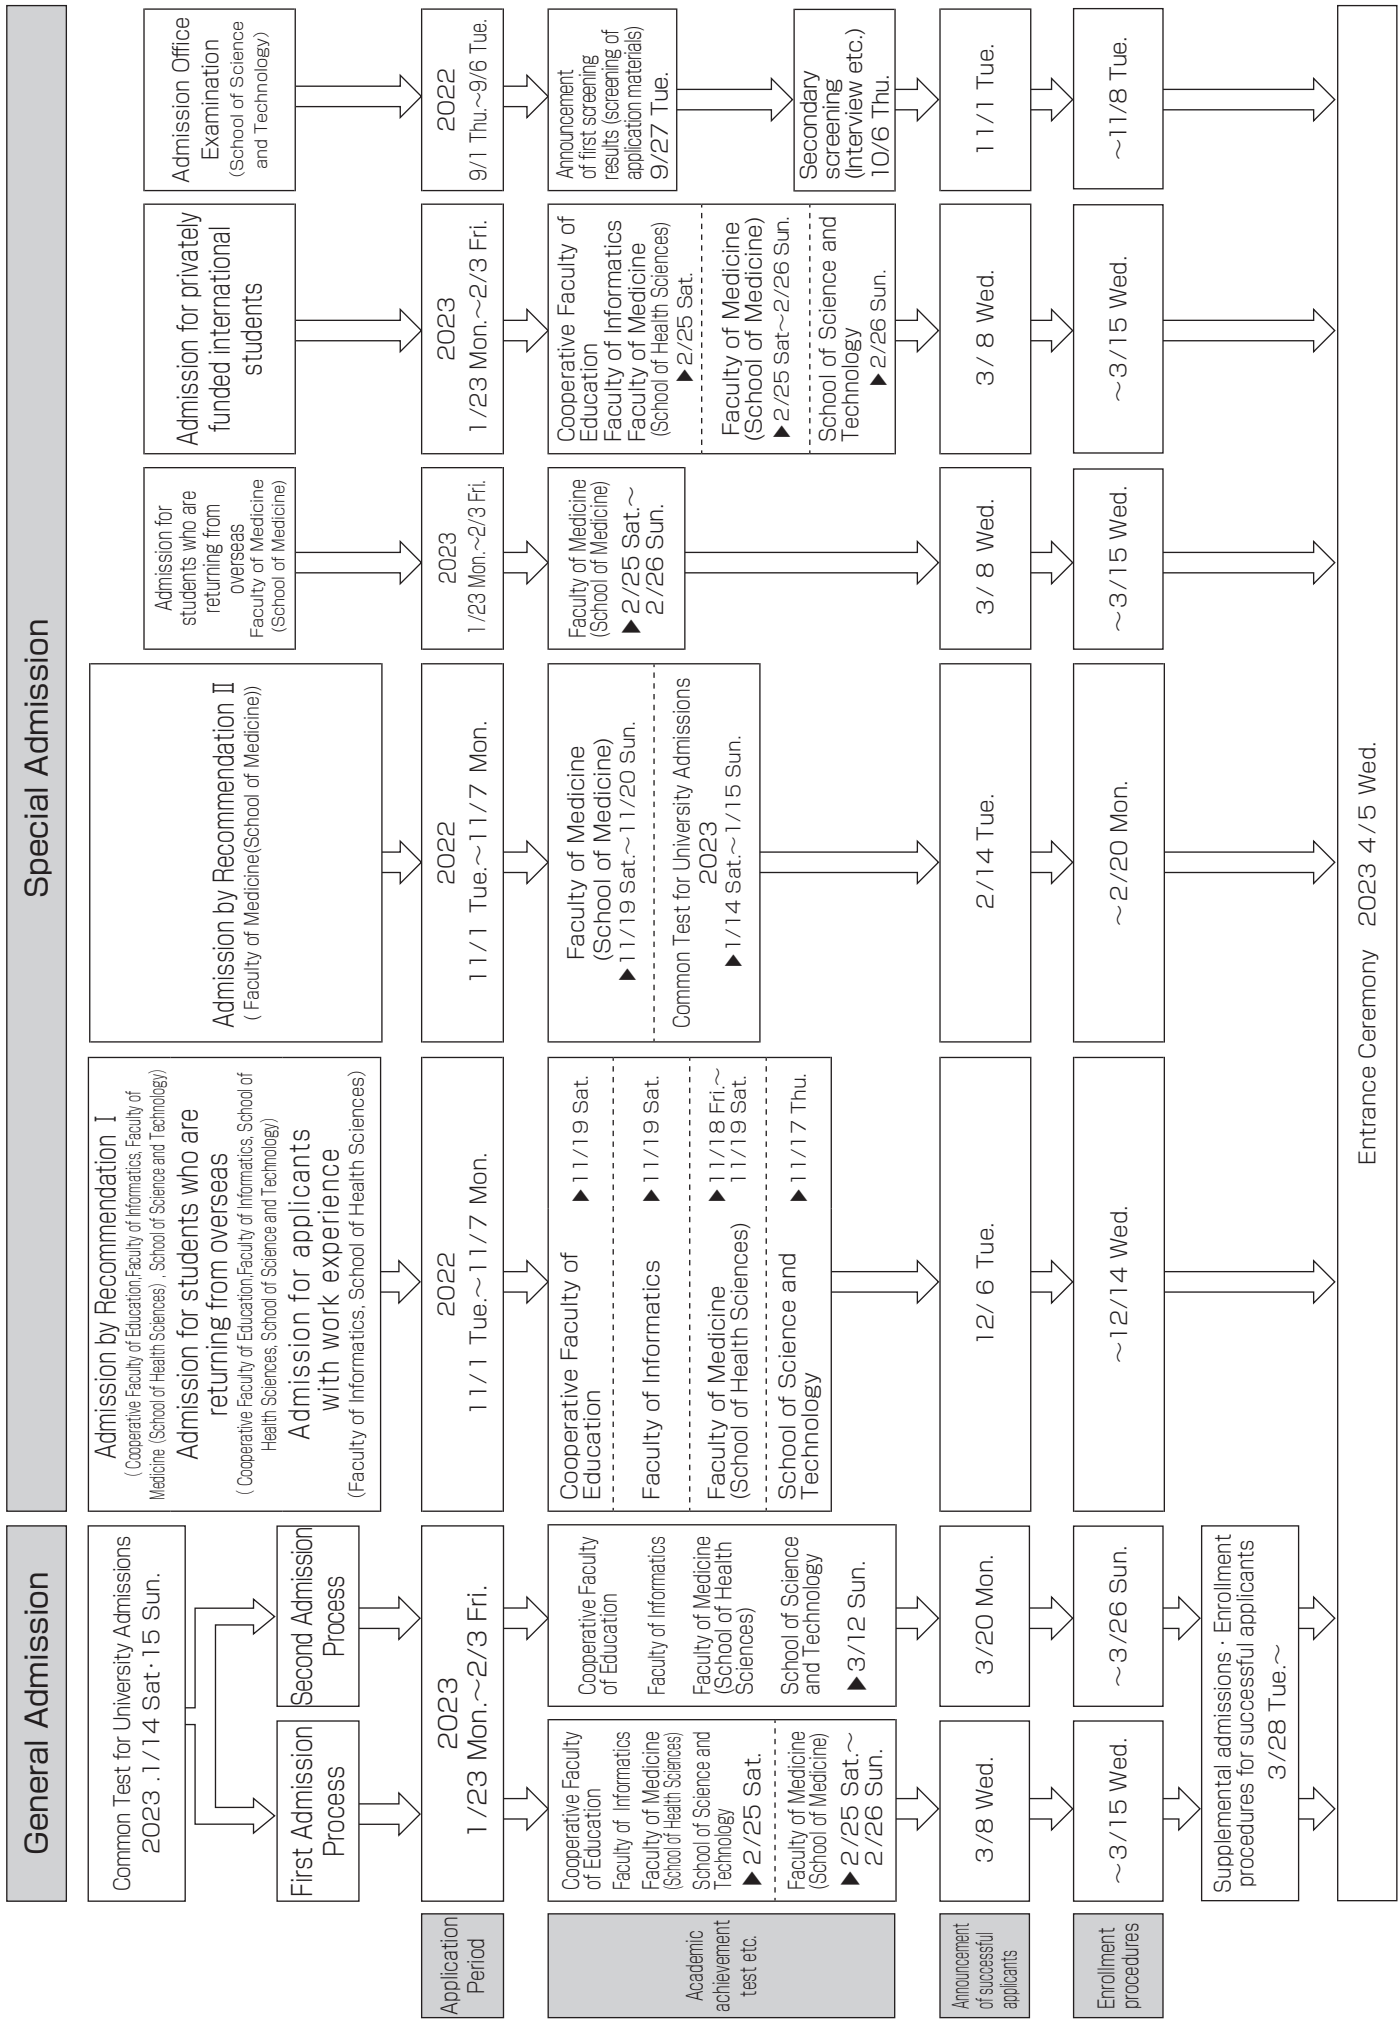 General Admission
Special Admission
Common Test for University Admissions
2023 .1/14 Sat·15 Sun.
First Admission
Process
Second Admission
Process
Admission by Recommendation Ⅰ
( Cooperative Faculty of Education,Faculty of Informatics, Faculty of
Medicine (School of Health Sciences) , School of Science and Technology)
Admission for students who are
returning from overseas
( Cooperative Faculty of Education,Faculty of Informatics, School of
Health Sciences, School of Science and Technology)
Admission for applicants
with work experience
(Faculty of Informatics, School of Health Sciences)
Admission by Recommendation Ⅱ
( Faculty of Medicine(School of Medicine))
Admission for
students who are
returning from
overseas
Faculty of Medicine
(School of Medicine)
Admission for privately
funded international
students
Admission Office
Examination
(School of Science
and Technology)
Application
Period
2023
1/23 Mon.～2/3 Fri.
2022
11/1 Tue.～11/7 Mon.
2022
11/1 Tue.～11/7 Mon.
2023
1/23 Mon.～2/3 Fri.
2023
1/23 Mon.～2/3 Fri.
2022
9/1 Thu.～9/6 Tue.
Academic
achievement
test etc.
Cooperative Faculty
of Education
Faculty of Informatics
Faculty of Medicine
(School of Health Sciences)
School of Science and
Technology
▶2/25 Sat.
Faculty of Medicine
(School of Medicine)
▶2/25 Sat.～
2/26 Sun.
Cooperative Faculty
of Education
Faculty of Informatics
Faculty of Medicine
(School of Health
Sciences)
School of Science
and Technology
▶3/12 Sun.
Cooperative Faculty of
Education
▶11/19 Sat.
Faculty of Informatics
▶11/19 Sat.
Faculty of Medicine
(School of Health Sciences)
▶11/18 Fri.～
11/19 Sat.
School of Science and
Technology
▶11/17 Thu.
Faculty of Medicine
(School of Medicine)
▶11/19 Sat.～11/20 Sun.
Common Test for University Admissions
2023
▶1/14 Sat.～1/15 Sun.
Faculty of Medicine
(School of Medicine)
▶2/25 Sat.～
2/26 Sun.
Cooperative Faculty of
Education
Faculty of Informatics
Faculty of Medicine
(School of Health Sciences)
▶2/25 Sat.
Faculty of Medicine
(School of Medicine)
▶2/25 Sat～2/26 Sun.
School of Science and
Technology
▶2/26 Sun.
Announcement
of first screening
results (screening of
application materials)
9/27 Tue.
Secondary
screening
(Interview etc.)
10/6 Thu.
Announcement
of successful
applicants
3/8 Wed.
3/20 Mon.
12/ 6 Tue.
2/14 Tue.
3/ 8 Wed.
3/ 8 Wed.
11/1 Tue.
Enrollment
procedures
～3/15 Wed.
～3/26 Sun.
～12/14 Wed.
～2/20 Mon.
～3/15 Wed.
～3/15 Wed.
～11/8 Tue.
Supplemental admissions · Enrollment
procedures for successful applicants
3/28 Tue.～
Entrance Ceremony 2023 4/5 Wed.